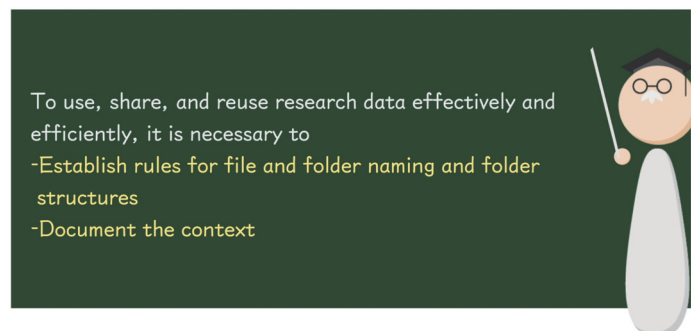 To use, share, and reuse research data effectively and
efficiently, it is necessary to
-Establish rules for file and folder naming and folder
structures
-Document the context